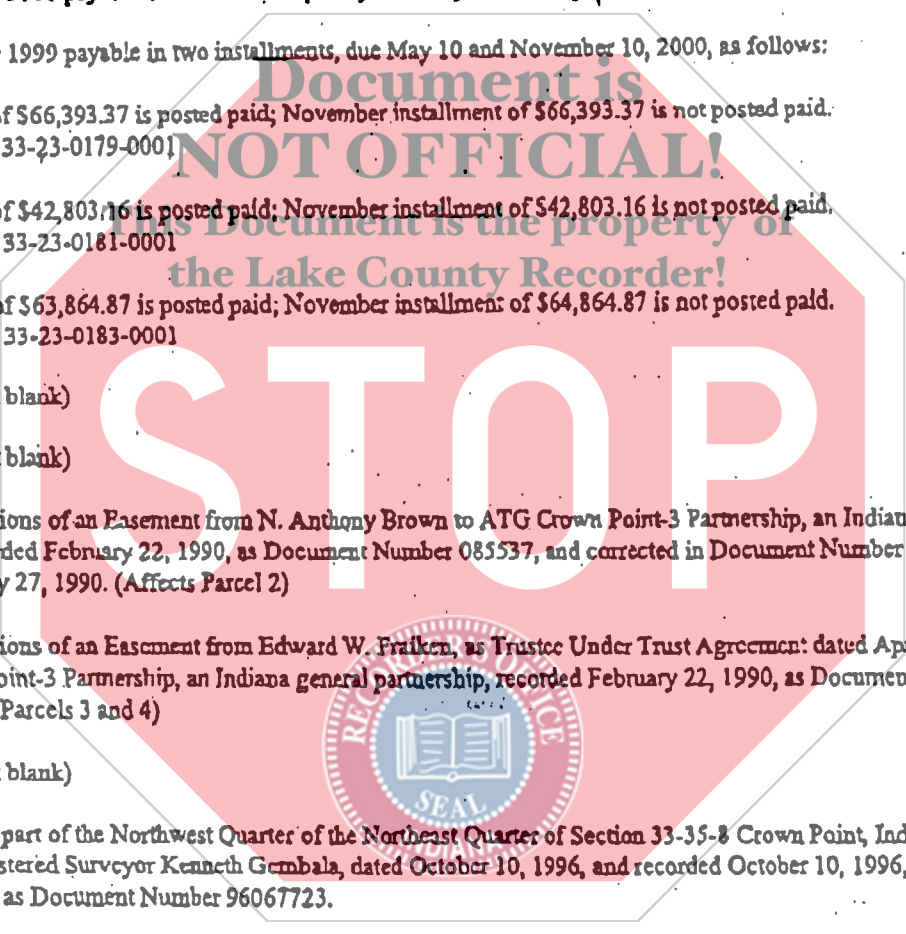 1999 payable in two installments, due May 10 and November 10, 2000, as follows:
of $66,393.37 is posted paid; November installment of $66,393.37 is not posted paid.
33-23-0179-0001
of $42,803.16 is posted paid; November installment of $42,803.16 is not posted paid.
33-23-0181-0001
of $63,864.87 is posted paid; November installment of $64,864.87 is not posted paid.
33-23-0183-0001
blank)
blank)
ions of an Easement from N. Anthony Brown to ATG Crown Point-3 Partnership, an Indian
ded February 22, 1990, as Document Number 085537, and corrected in Document Number
y 27, 1990. (Affects Parcel 2)
ions of an Easement from Edward W. Fraiken, as Trustee Under Trust Agreement dated Ap
oint-3 Partnership, an Indiana general partnership, recorded February 22, 1990, as Documen
Parcels 3 and 4)
blank)
part of the Northwest Quarter of the Northeast Quarter of Section 33-35-8 Crown Point, Ind
stered Surveyor Kenneth Gembala, dated October 10, 1996, and recorded October 10, 1996,
as Document Number 96067723.
Document is
NOT OFFICIAL!
This Document is the property of
the Lake County Recorder!
STOP
RECORDER'S OFFICE
SEAL
INDIANA